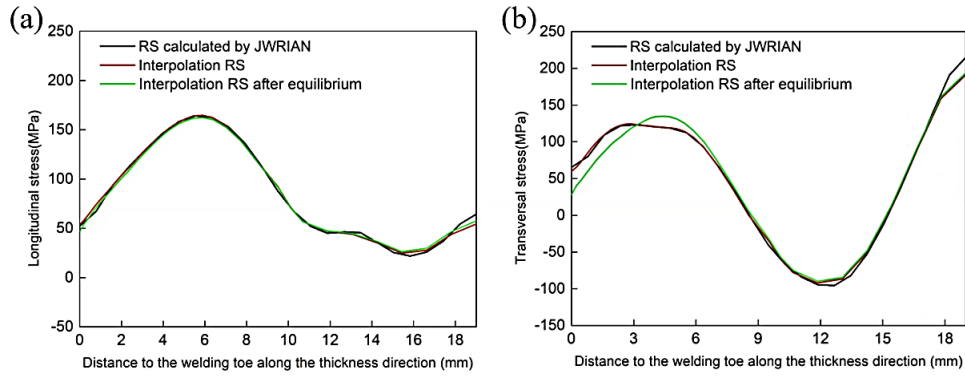 (a)
250
200
150
100
50
0
-50
Longitudinal stress(MPa)
RS calculated by JWRIAN
Interpolation RS
Interpolation RS after equilibrium
0 2 4 6 8 10 12 14 16 18
Distance to the welding toe along the thickness direction (mm)
(b)
250
200
150
100
50
0
-50
-100
-150
Transversal stress(MPa)
RS calculated by JWRIAN
Interpolation RS
Interpolation RS after equilibrium
0 3 6 9 12 15 18
Distance to the welding toe along the thickness direction (mm)